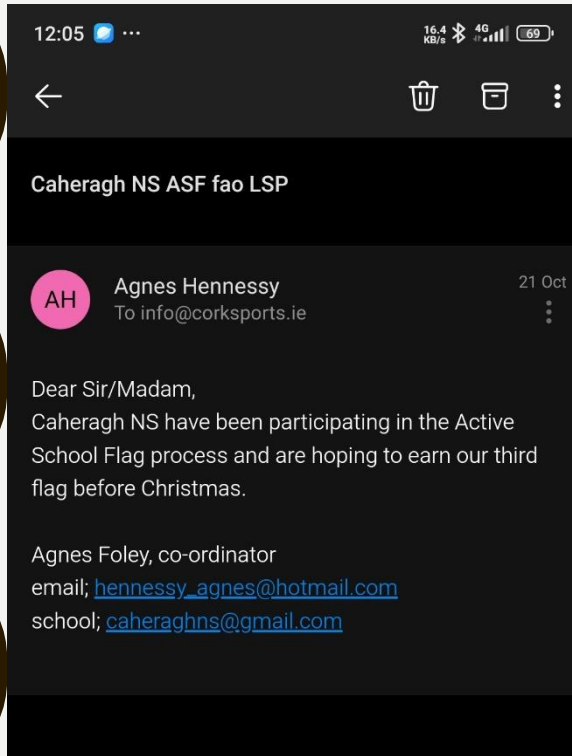 12:05 ...
16.4 KB/s 4G 69
Caheragh NS ASF fao LSP
AH
Agnes Hennessy
21 Oct
To info@corksports.ie
Dear Sir/Madam,
Caheragh NS have been participating in the Active
School Flag process and are hoping to earn our third
flag before Christmas.
Agnes Foley, co-ordinator
email; hennessy_agnes@hotmail.com
school; caheraghns@gmail.com